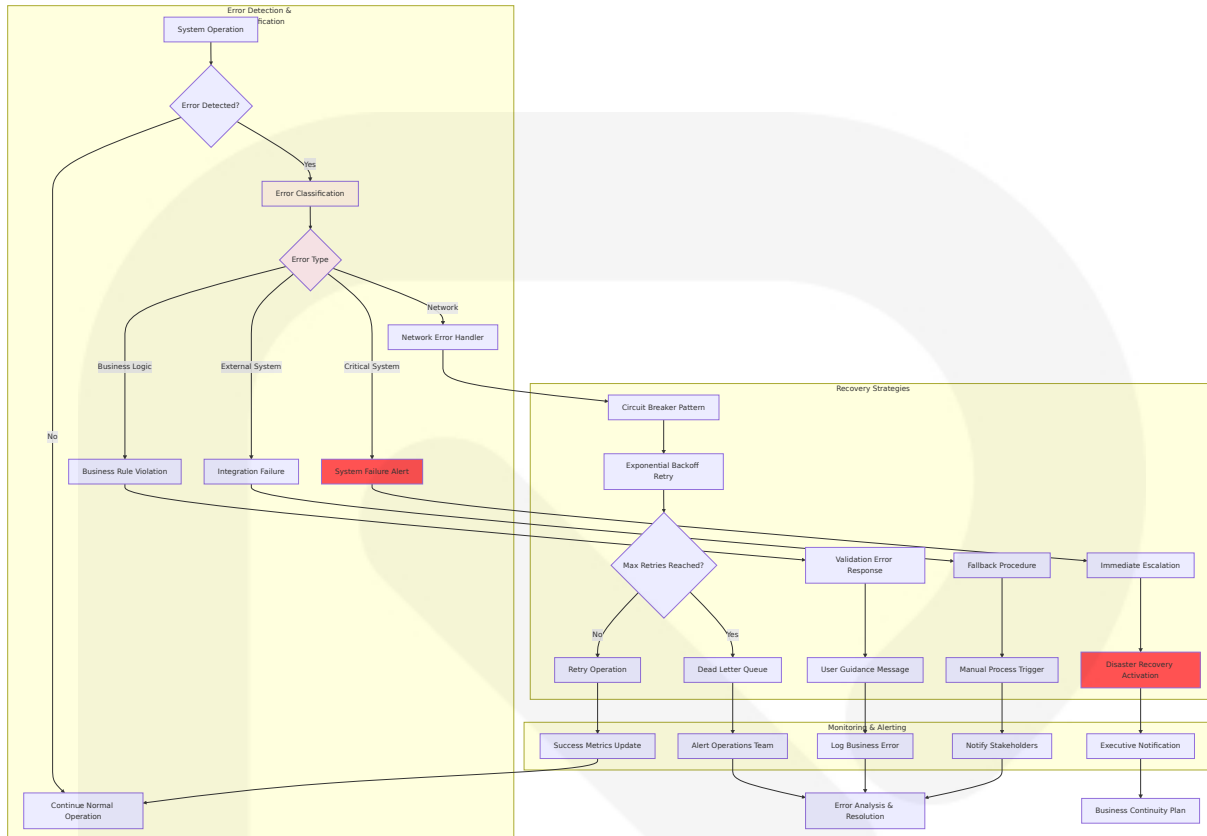 Error Detection &
fication
System Operation
Error Detected?
Yes
Error Classification
Error Type
Network
Network Error Handler
Business Logic
External System
Critical System
No
Business Rule Violation
Integration Failure
System Failure Alert
Recovery Strategies
Circuit Breaker Pattern
Exponential Backoff
Retry
Max Retries Reached?
Validation Error
Response
Fallback Procedure
Immediate Escalation
No
Yes
Retry Operation
Dead Letter Queue
User Guidance Message
Manual Process Trigger
Disaster Recovery
Activation
Monitoring & Alerting
Success Metrics Update
Alert Operations Team
Log Business Error
Notify Stakeholders
Executive Notification
Continue Normal
Operation
Error Analysis &
Resolution
Business Continuity Plan